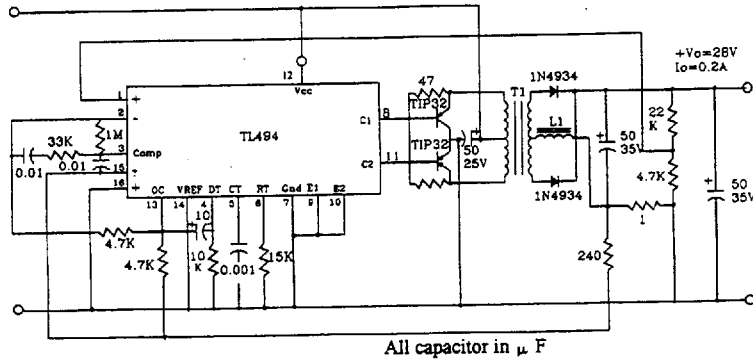 +Vo=28V
Io=0.2A
12
Vcc
47
T1
1N4934
1
+
2
-
1M
TL494
C1
8
TIP32
22
K
33K
3
Comp
TIP32
L1
50
35V
0.01
0.01
15
-
16
+
C2
11
50
25V
4.7K
50
35V
OC
VREF
DT
CT
RT
Gnd
E1
E2
13
14
4
5
6
7
9
10
1N4934
1
4.7K
10
4.7K
10
K
0.001
15K
240
All capacitor in μ F